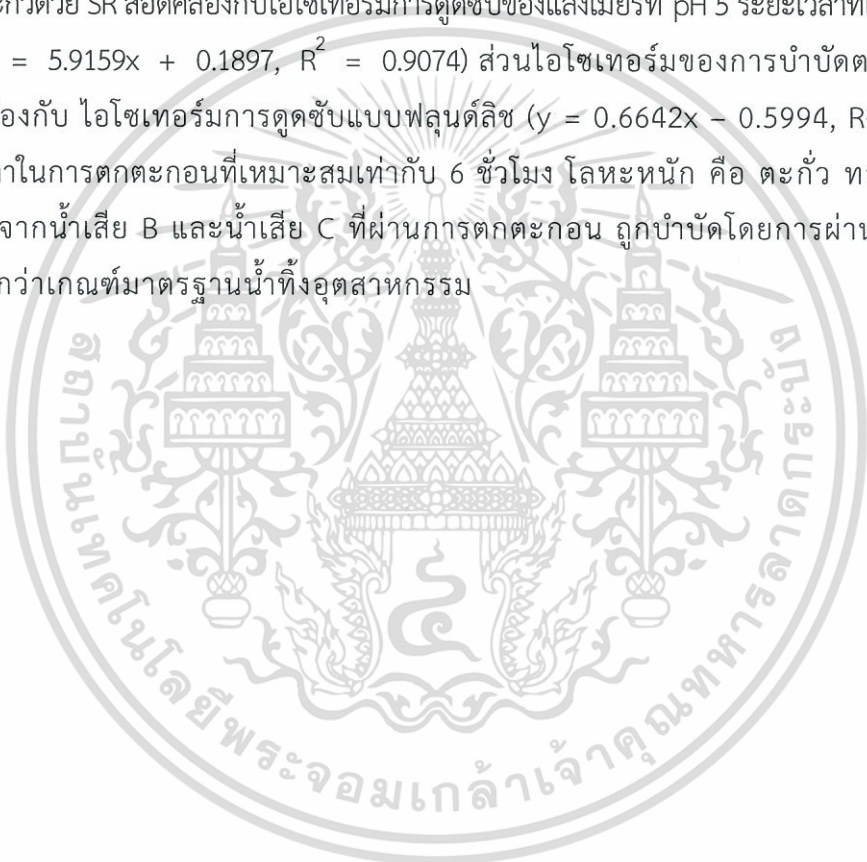 ะกั่วด้วย SR สอดคล้องกับไอโซเทอร์มการดูดซับของแลงเมียร์ที่ pH 5 ระยะเวลาที่
= 5.9159x + 0.1897, R² = 0.9074) ส่วนไอโซเทอร์มของการบำบัดต
องกับ ไอโซเทอร์มการดูดซับแบบฟลุนด์ลิช (y = 0.6642x – 0.5994, R
าในการตกตะกอนที่เหมาะสมเท่ากับ 6 ชั่วโมง โลหะหนัก คือ ตะกั่ว ท
จากน้ำเสีย B และน้ำเสีย C ที่ผ่านการตกตะกอน ถูกบำบัดโดยการผ่าน
กว่าเกณฑ์มาตรฐานน้ำทิ้งอุตสาหกรรม
สถาบันเทคโนโลยีพระจอมเกล้าเจ้าคุณทหารลาดกระบัง